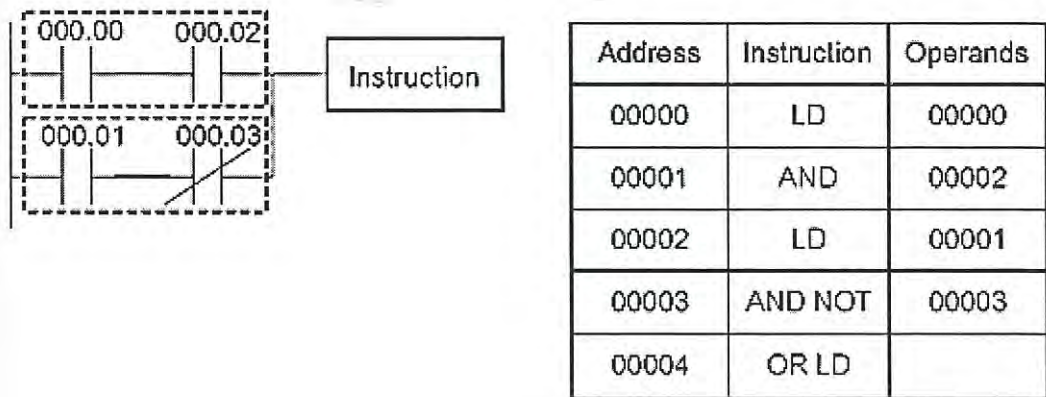 000.00 000.02
Instruction
000.01 000.03
Address Instruction Operands
00000 LD 00000
00001 AND 00002
00002 LD 00001
00003 AND NOT 00003
00004 OR LD